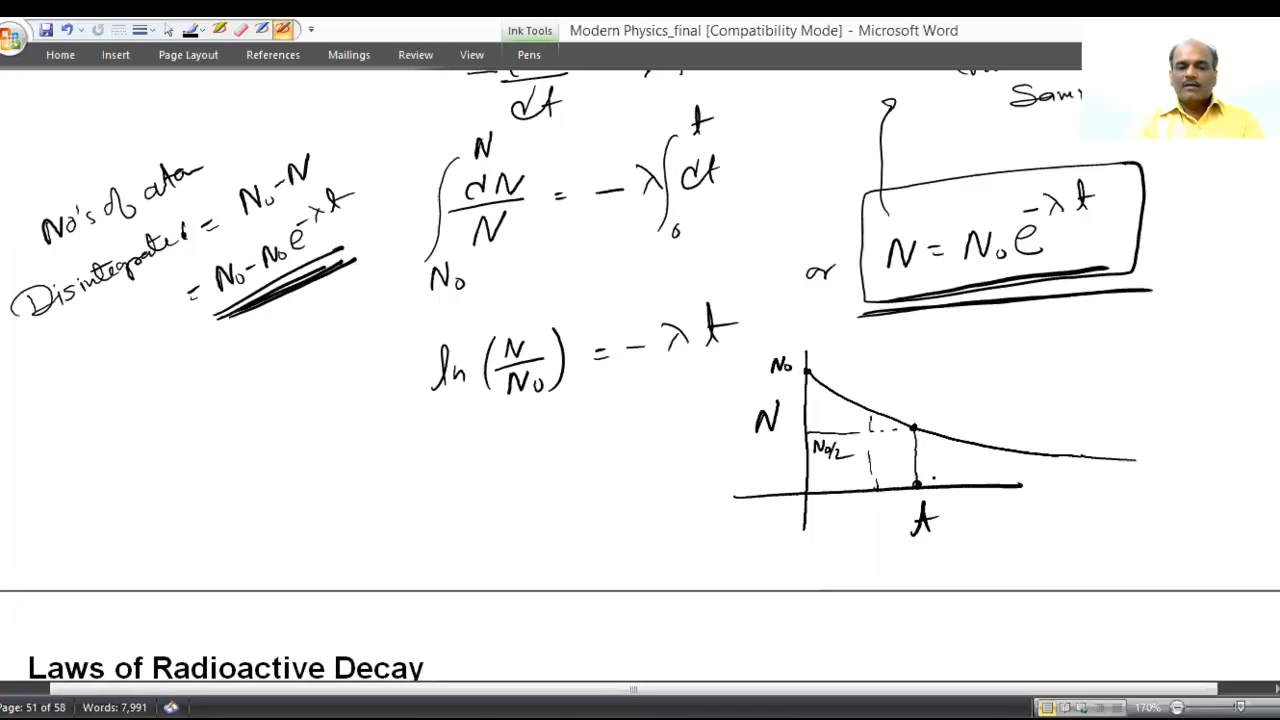 Ink Tools
Modern Physics_final [Compatibility Mode] - Microsoft Word
Home Insert Page Layout References Mailings Review View Pens
dt
No's of atom
Disintegrated = N₀-N
= N₀-N₀e^-λt
∫_N₀^N dN/N = -λ∫_0^t dt
ln (N/N₀) = -λt
or N = N₀e^-λt
N₀
N
N₀/2
t
Laws of Radioactive Decay
Page: 51 of 58 Words: 7,991 170%